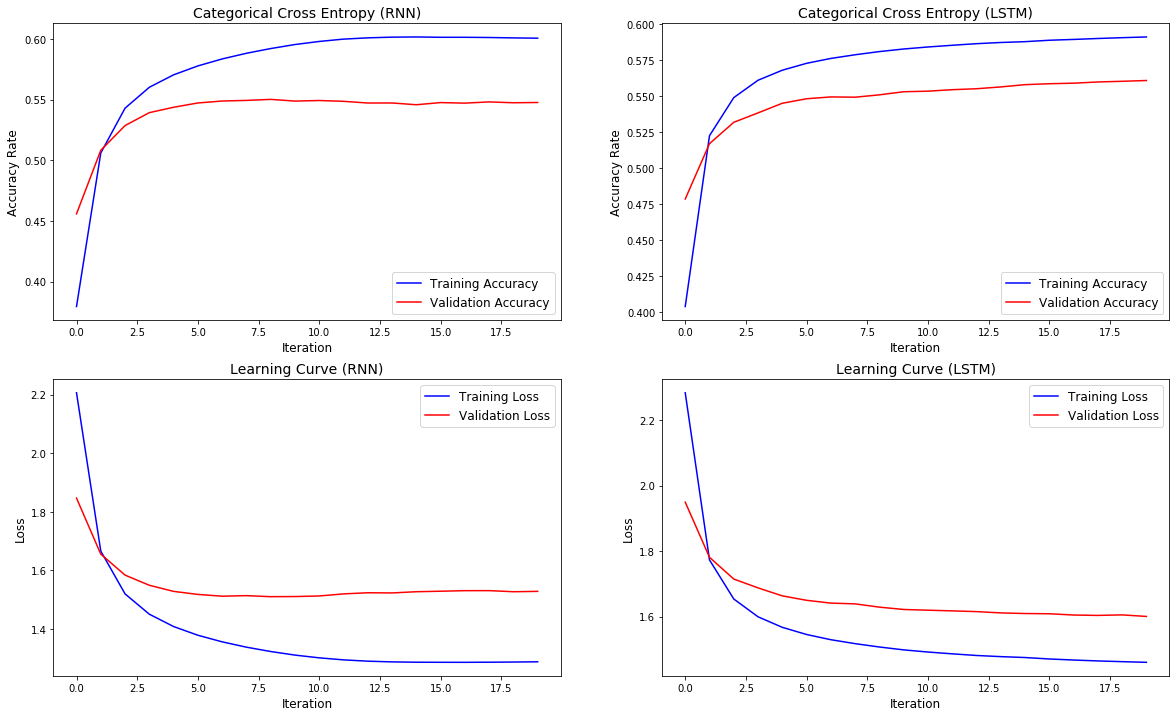 Categorical Cross Entropy (RNN)
Accuracy Rate
0.60
0.55
0.50
0.45
0.40
Training Accuracy
Validation Accuracy
0.0 2.5 5.0 7.5 10.0 12.5 15.0 17.5
Iteration
Categorical Cross Entropy (LSTM)
Accuracy Rate
0.600
0.575
0.550
0.525
0.500
0.475
0.450
0.425
0.400
Training Accuracy
Validation Accuracy
0.0 2.5 5.0 7.5 10.0 12.5 15.0 17.5
Iteration
Learning Curve (RNN)
Loss
2.2
2.0
1.8
1.6
1.4
Training Loss
Validation Loss
0.0 2.5 5.0 7.5 10.0 12.5 15.0 17.5
Iteration
Learning Curve (LSTM)
Loss
2.2
2.0
1.8
1.6
Training Loss
Validation Loss
0.0 2.5 5.0 7.5 10.0 12.5 15.0 17.5
Iteration